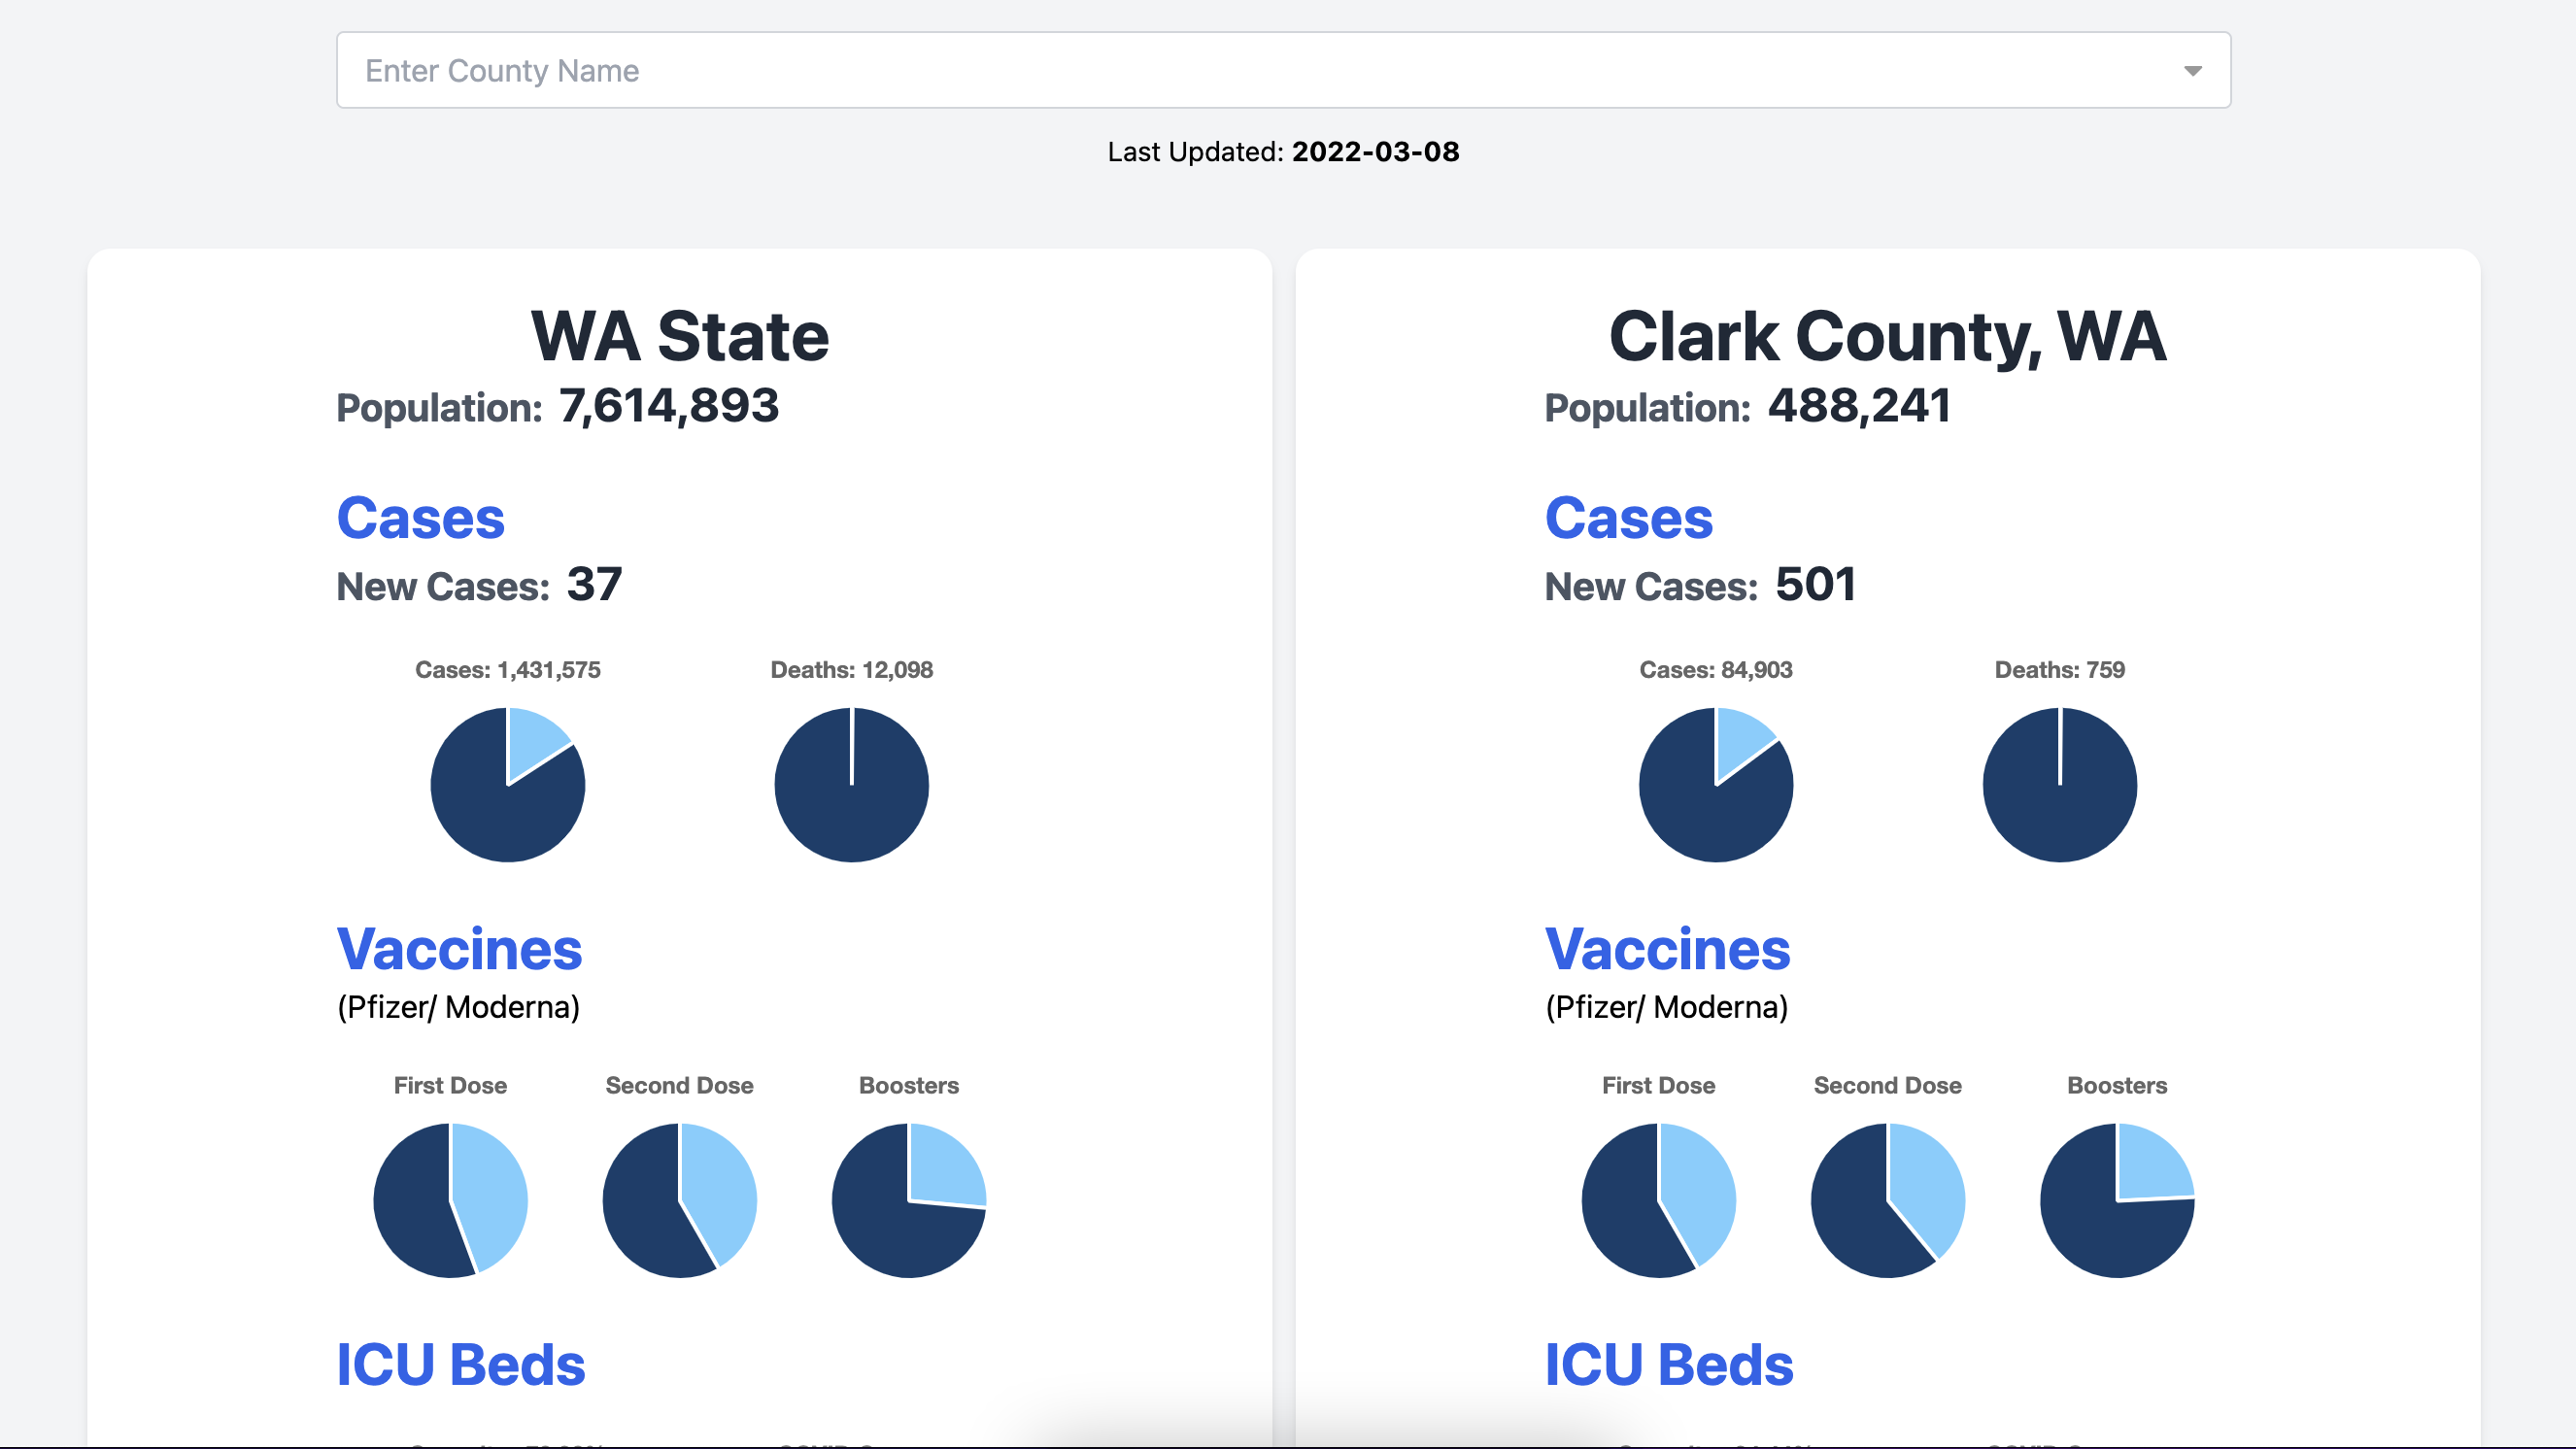 Enter County Name
Last Updated: 2022-03-08
WA State
Population: 7,614,893
Cases
New Cases: 37
Cases: 1,431,575
Deaths: 12,098
Vaccines
(Pfizer/ Moderna)
First Dose
Second Dose
Boosters
ICU Beds
Clark County, WA
Population: 488,241
Cases
New Cases: 501
Cases: 84,903
Deaths: 759
Vaccines
(Pfizer/ Moderna)
First Dose
Second Dose
Boosters
ICU Beds